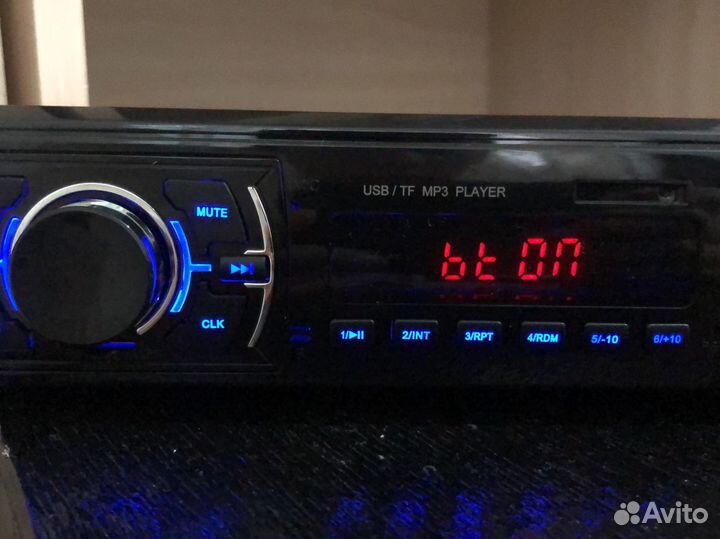 USB / TF MP3 PLAYER
MUTE
bt ON
CLK
1/⏯ 2/INT 3/RPT 4/RDM 5/-10 6/+10
Avito